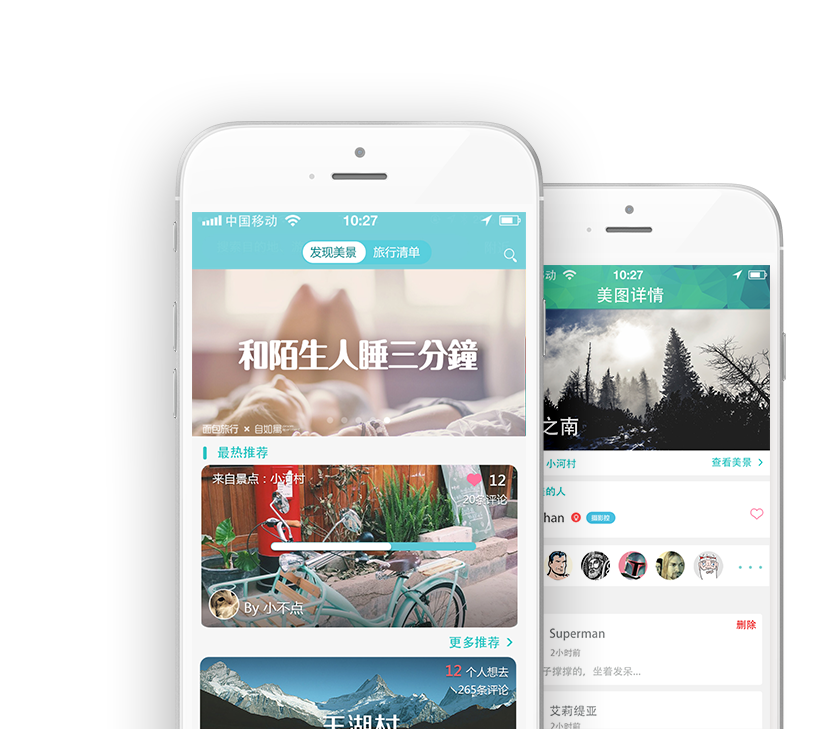 中国移动 10:27
发现美景 旅行清单
和陌生人睡三分鐘
面包旅行 × 自如寓
最热推荐
来自景点：小河村 12
20条评论
By 小不点
更多推荐
12 个人想去
265条评论
玉湖村
动 10:27
美图详情
之南
小河村 查看美景
的人
han 摄影控
Superman 删除
2小时前
子撑撑的，坐着发呆...
艾莉缇亚
2小时前